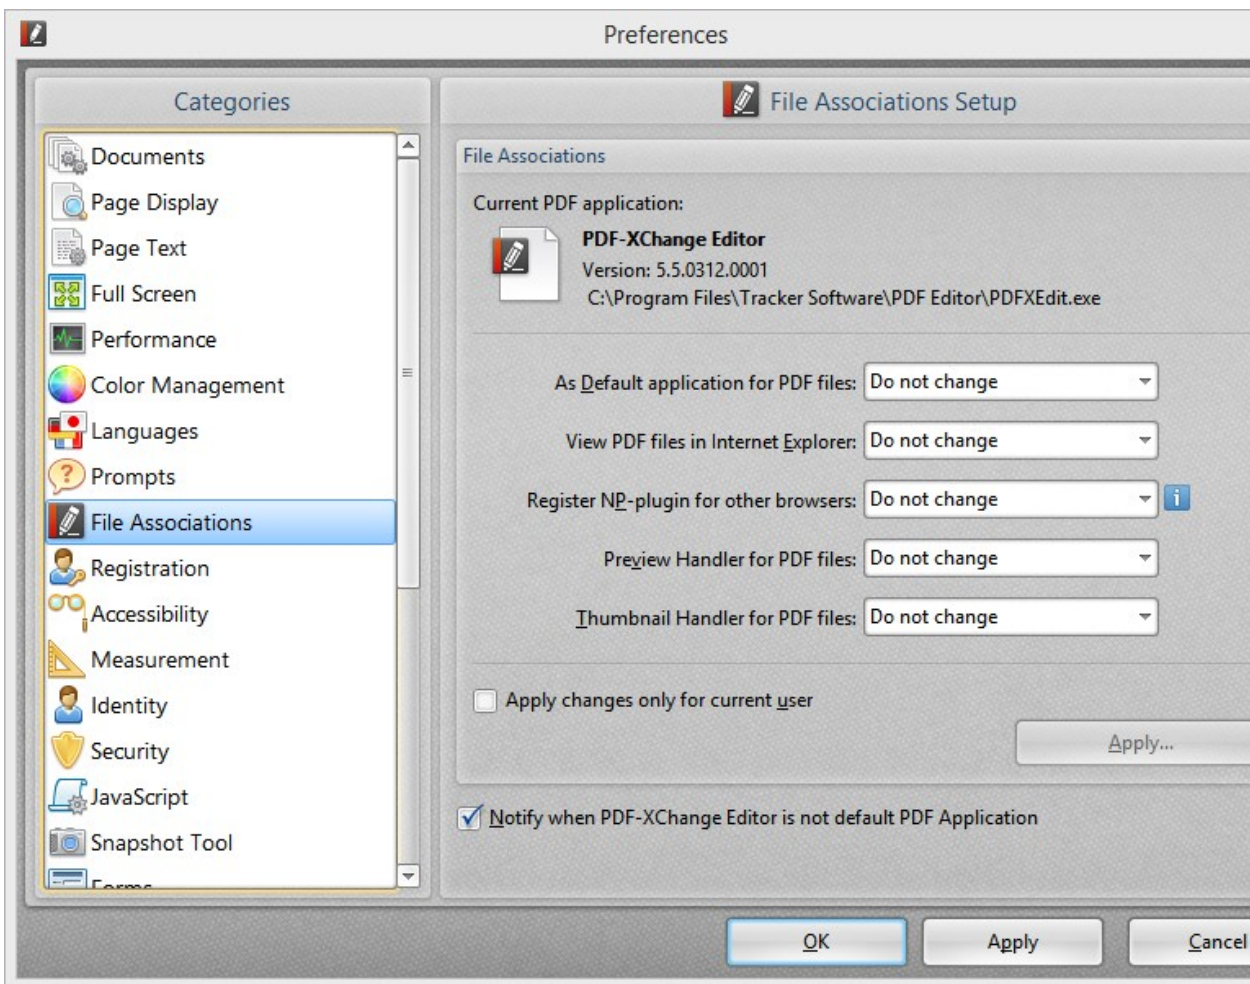 Preferences
Categories
Documents
Page Display
Page Text
Full Screen
Performance
Color Management
Languages
Prompts
File Associations
Registration
Accessibility
Measurement
Identity
Security
JavaScript
Snapshot Tool
Forms
File Associations Setup
File Associations
Current PDF application:
PDF-XChange Editor
Version: 5.5.0312.0001
C:\Program Files\Tracker Software\PDF Editor\PDFXEdit.exe
As Default application for PDF files: Do not change
View PDF files in Internet Explorer: Do not change
Register NP-plugin for other browsers: Do not change i
Preview Handler for PDF files: Do not change
Thumbnail Handler for PDF files: Do not change
Apply changes only for current user
Apply...
Notify when PDF-XChange Editor is not default PDF Application
OK Apply Cancel